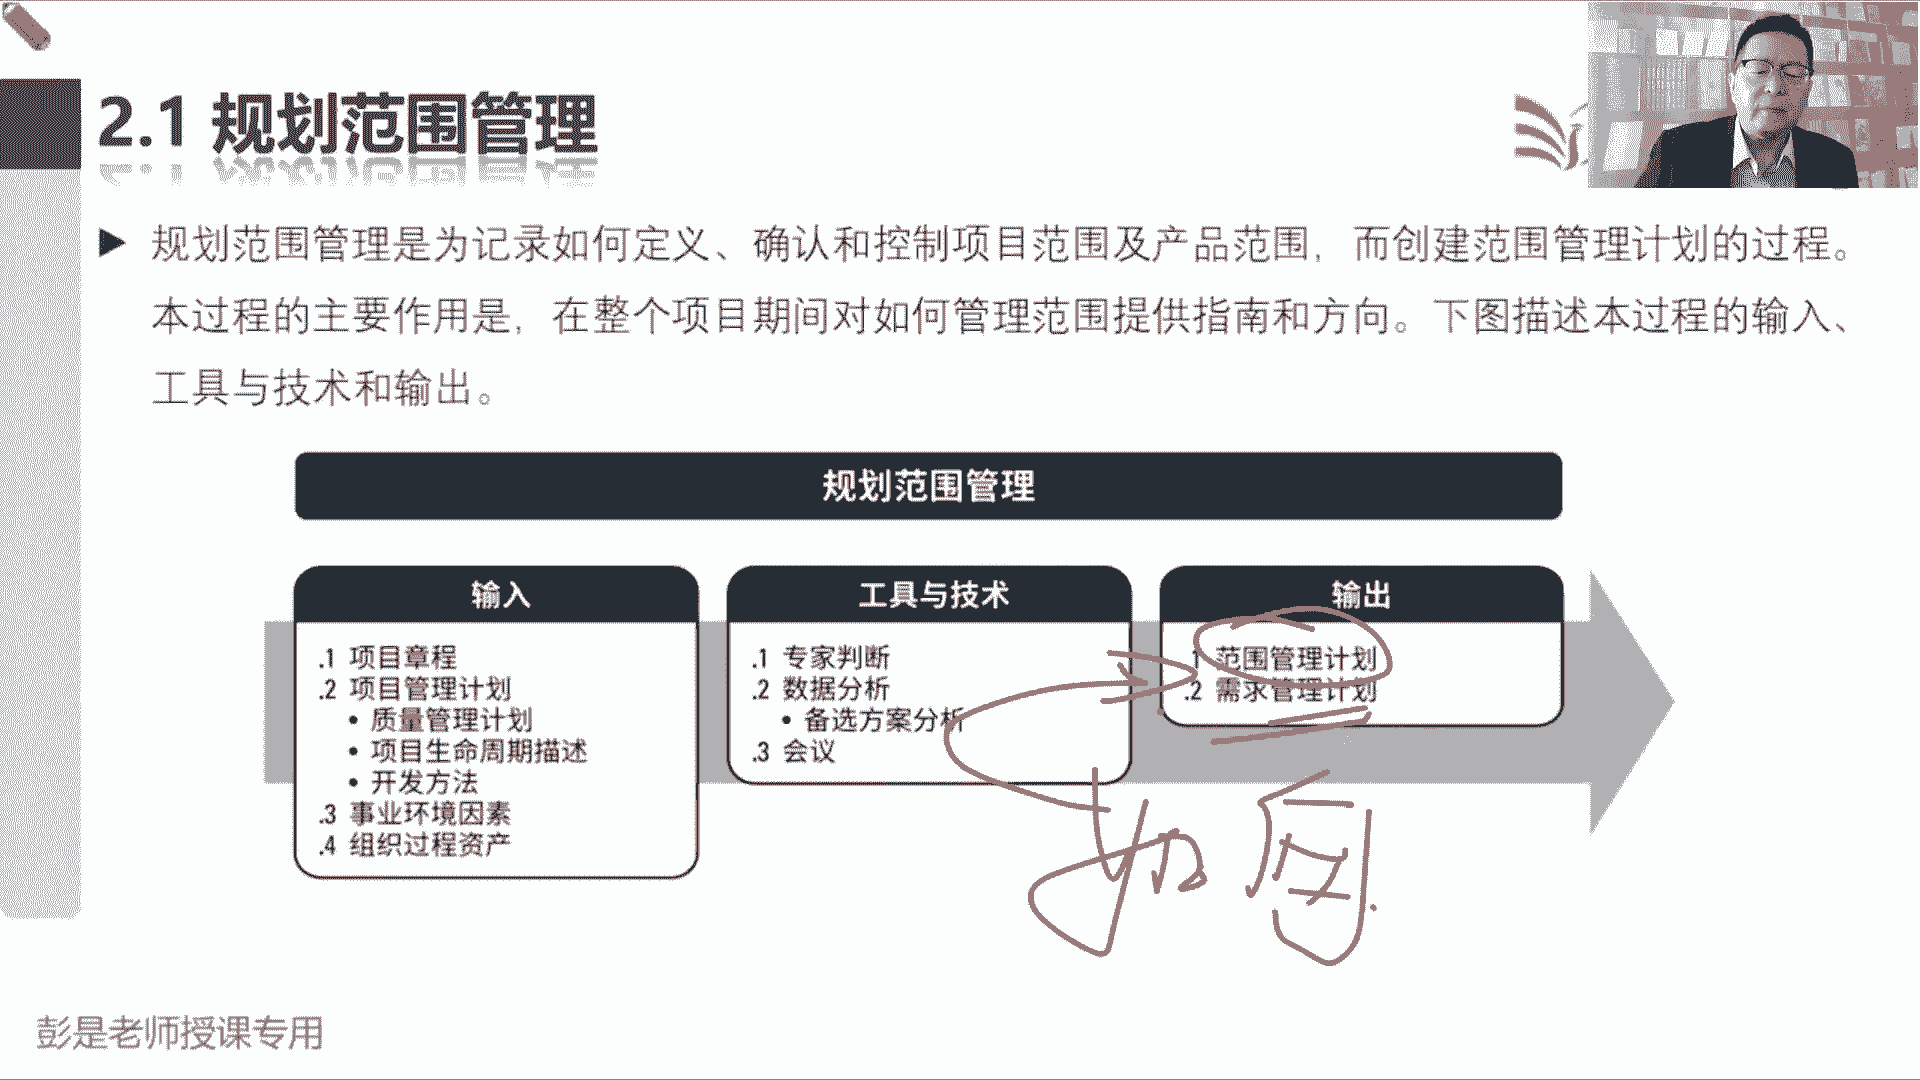 2.1 规划范围管理
规划范围管理是为记录如何定义、确认和控制项目范围及产品范围，而创建范围管理计划的过程。
本过程的主要作用是，在整个项目期间对如何管理范围提供指南和方向。下图描述本过程的输入、
工具与技术和输出。
规划范围管理
输入
.1 项目章程
.2 项目管理计划
• 质量管理计划
• 项目生命周期描述
• 开发方法
.3 事业环境因素
.4 组织过程资产
工具与技术
.1 专家判断
.2 数据分析
• 备选方案分析
.3 会议
输出
.1 范围管理计划
.2 需求管理计划
如何
彭是老师授课专用